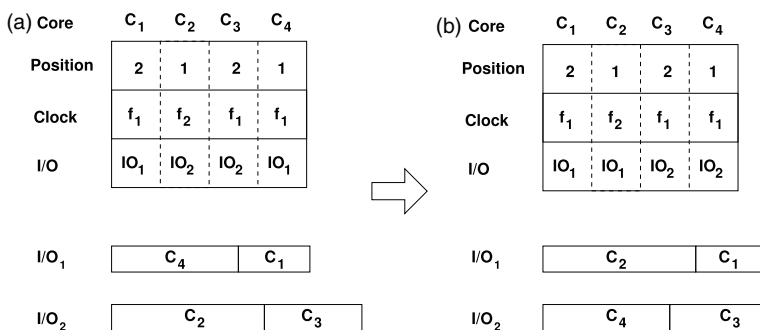 (a) Core C₁ C₂ C₃ C₄
Position 2 1 2 1
Clock f₁ f₂ f₁ f₁
I/O IO₁ IO₂ IO₂ IO₁
I/O₁ C₄ C₁
I/O₂ C₂ C₃
(b) Core C₁ C₂ C₃ C₄
Position 2 1 2 1
Clock f₁ f₂ f₁ f₁
I/O IO₁ IO₁ IO₂ IO₂
I/O₁ C₂ C₁
I/O₂ C₄ C₃